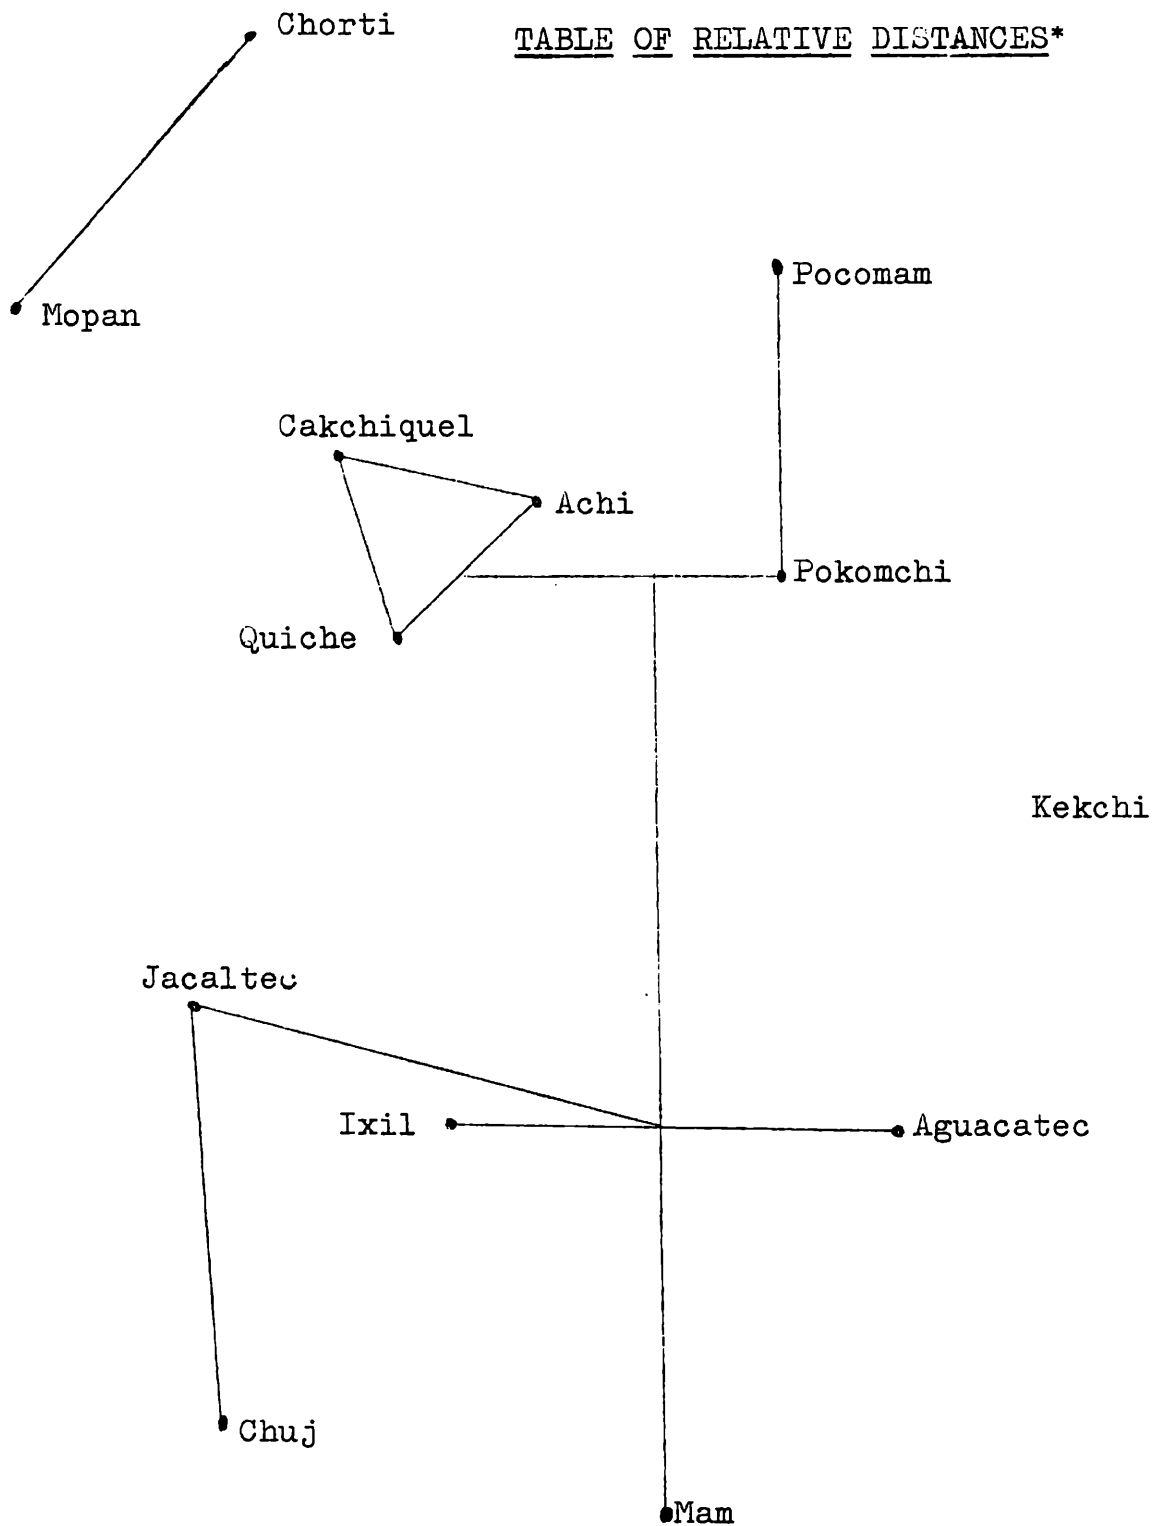 Chorti
TABLE OF RELATIVE DISTANCES*
Pocomam
Mopan
Cakchiquel
Achi
Pokomchi
Quiche
Kekchi
Jacaltec
Ixil
Aguacatec
Chuj
Mam